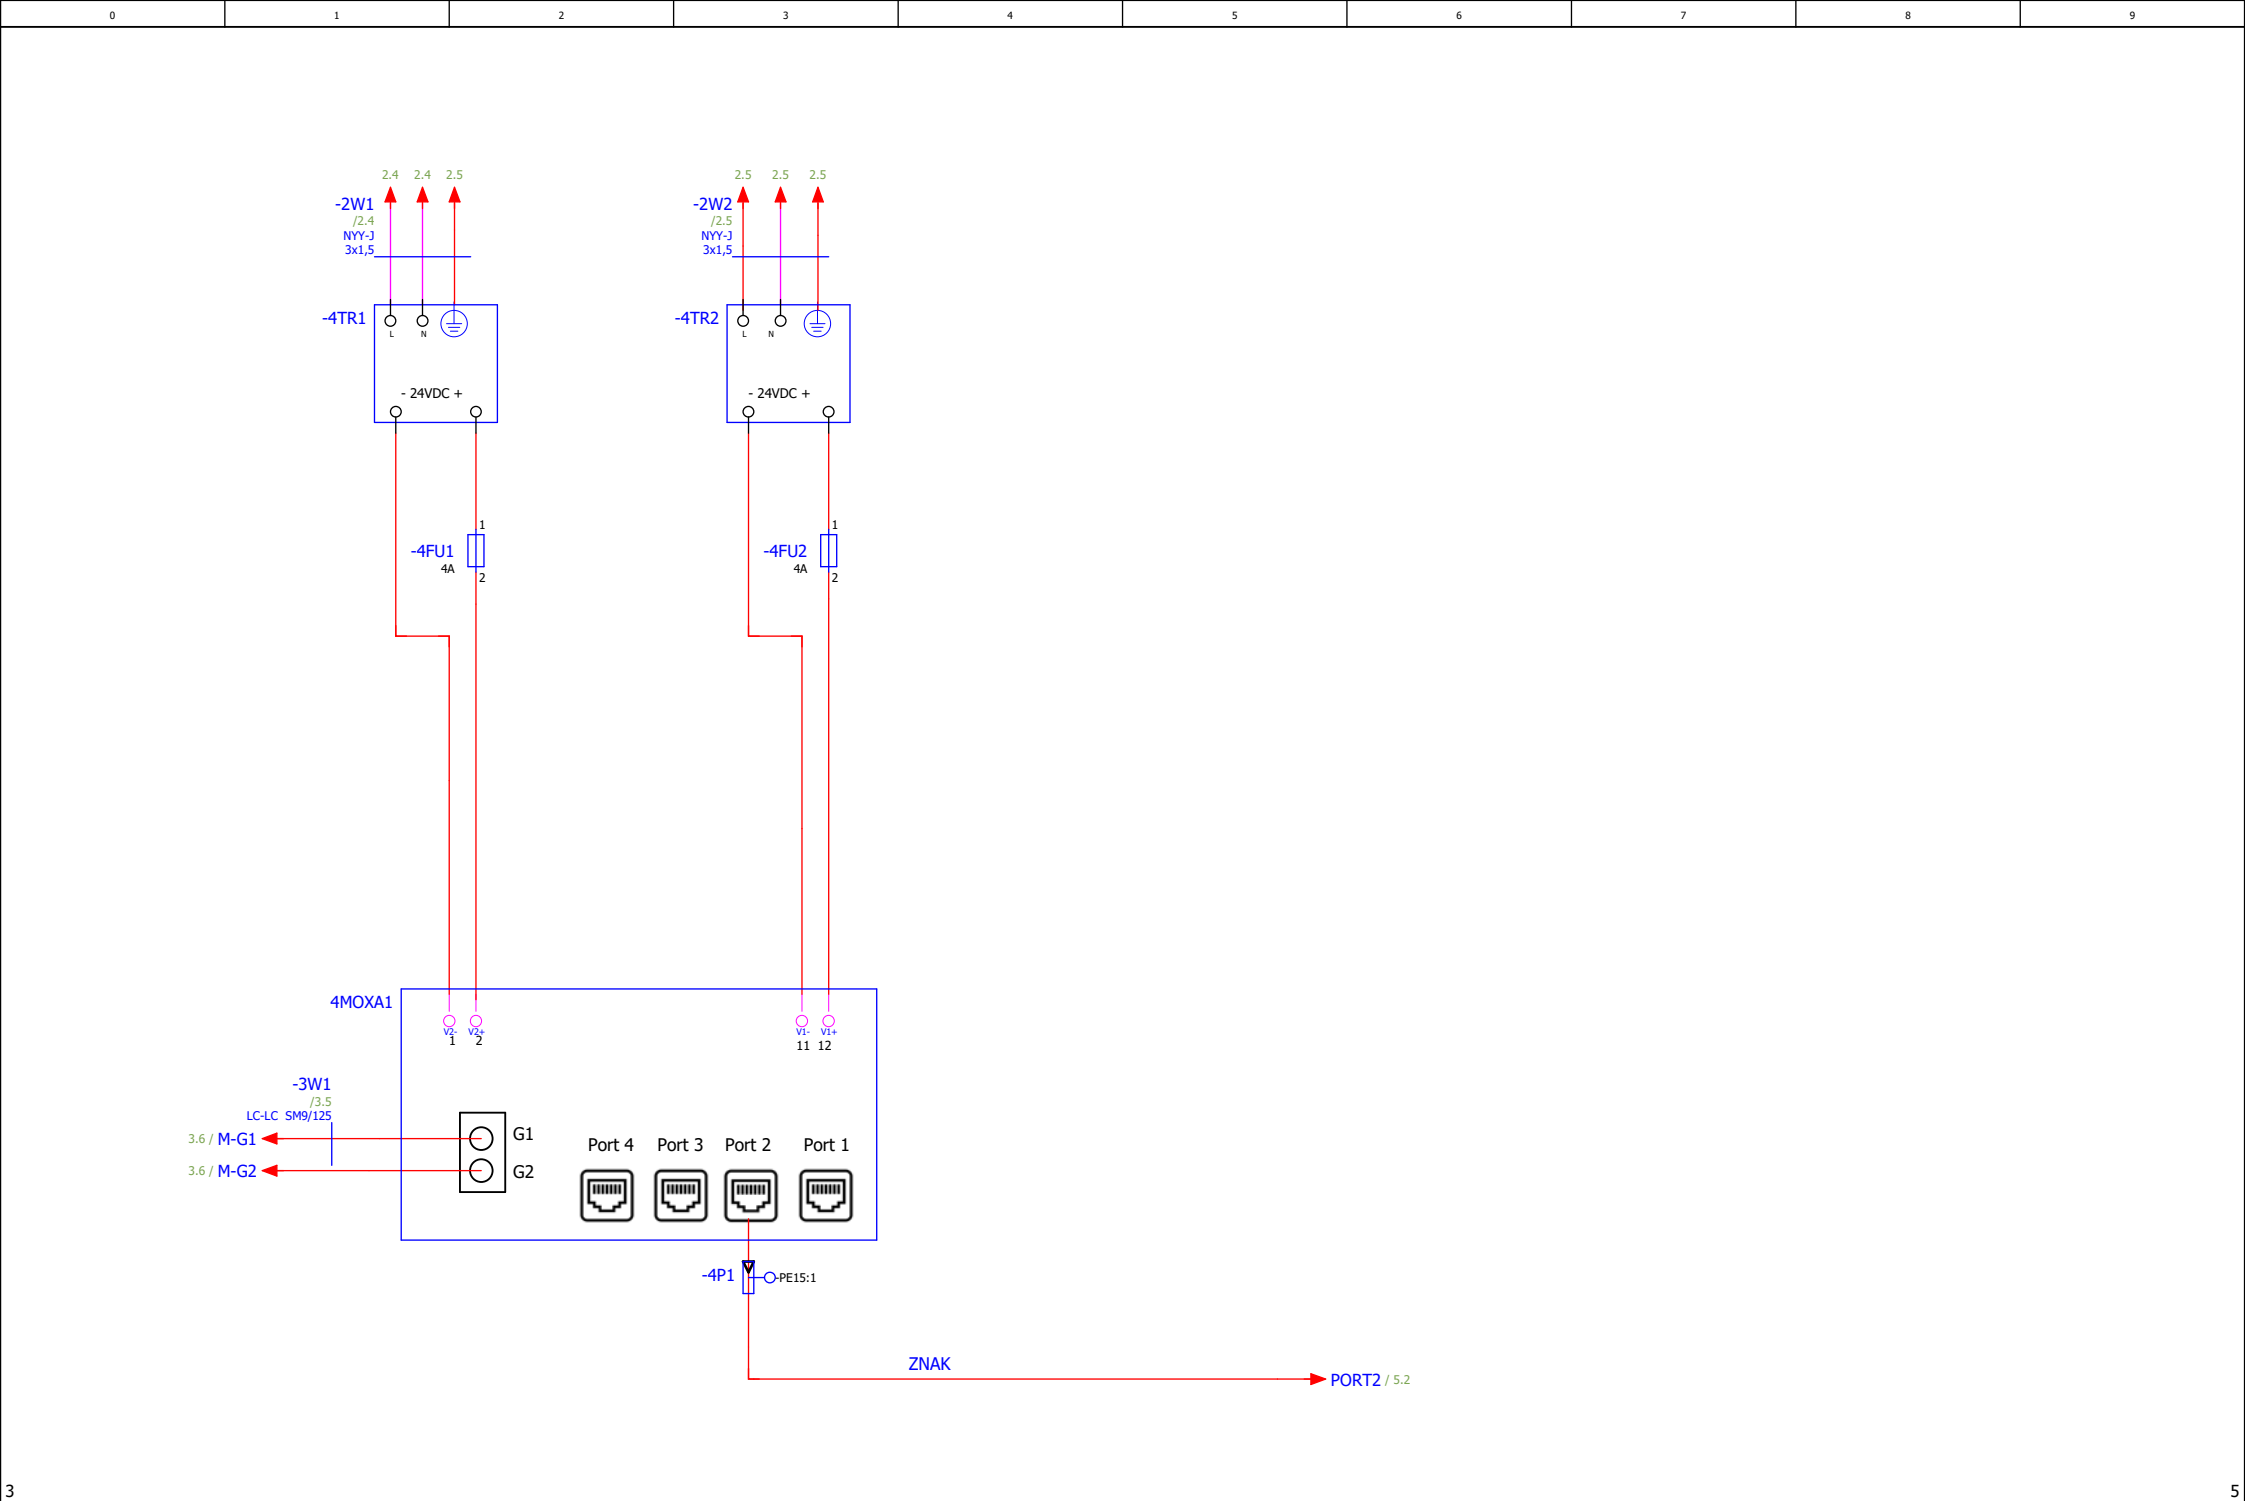 0 1 2 3 4 5 6 7 8 9
2.4 2.4 2.5
-2W1
/2.4
NYY-J
3x1,5
2.5 2.5 2.5
-2W2
/2.5
NYY-J
3x1,5
-4TR1
L N
- 24VDC +
-4TR2
L N
- 24VDC +
1
-4FU1
4A
2
1
-4FU2
4A
2
4MOXA1
V2- V2+
1 2
V1- V1+
11 12
-3W1
/3.5
LC-LC SM9/125
3.6 / M-G1
3.6 / M-G2
G1
G2
Port 4 Port 3 Port 2 Port 1
-4P1
-PE15:1
ZNAK
PORT2 / 5.2
3
5